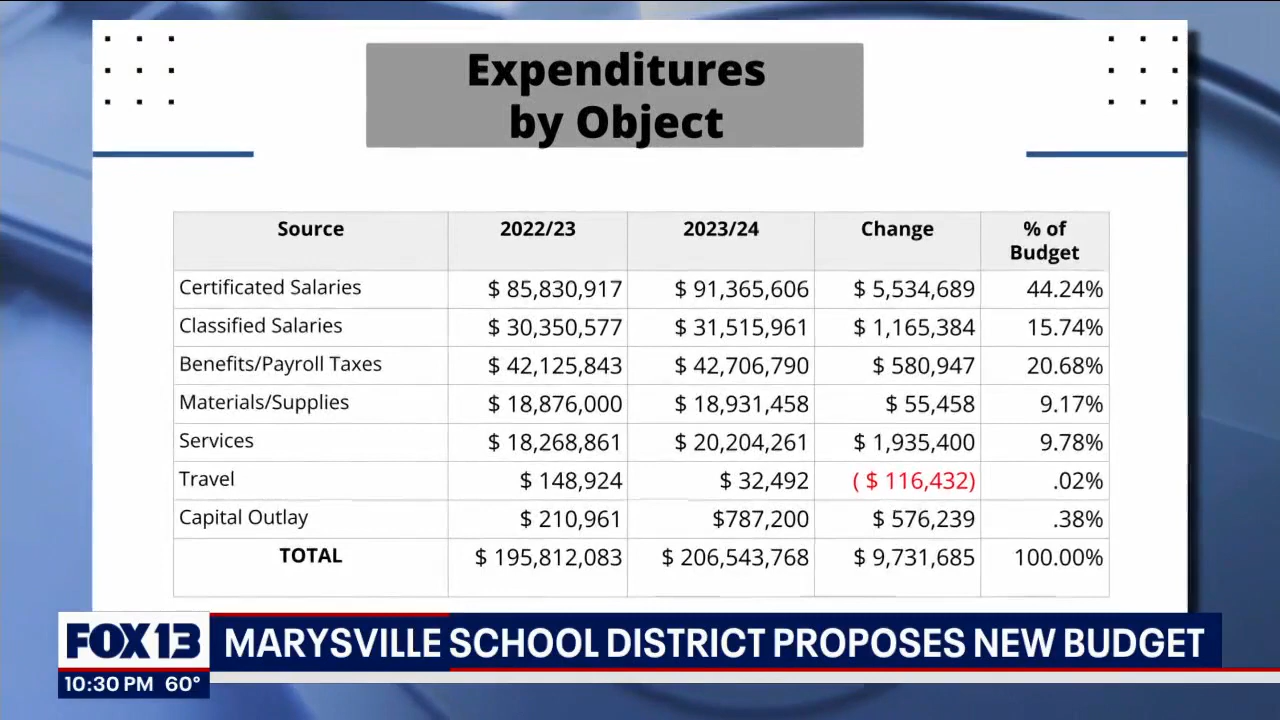 Expenditures
by Object
Source 2022/23 2023/24 Change % of
Budget
Certificated Salaries $ 85,830,917 $ 91,365,606 $ 5,534,689 44.24%
Classified Salaries $ 30,350,577 $ 31,515,961 $ 1,165,384 15.74%
Benefits/Payroll Taxes $ 42,125,843 $ 42,706,790 $ 580,947 20.68%
Materials/Supplies $ 18,876,000 $ 18,931,458 $ 55,458 9.17%
Services $ 18,268,861 $ 20,204,261 $ 1,935,400 9.78%
Travel $ 148,924 $ 32,492 ( $ 116,432) .02%
Capital Outlay $ 210,961 $787,200 $ 576,239 .38%
TOTAL $ 195,812,083 $ 206,543,768 $ 9,731,685 100.00%
FOX 13 MARYSVILLE SCHOOL DISTRICT PROPOSES NEW BUDGET
10:30 PM 60°